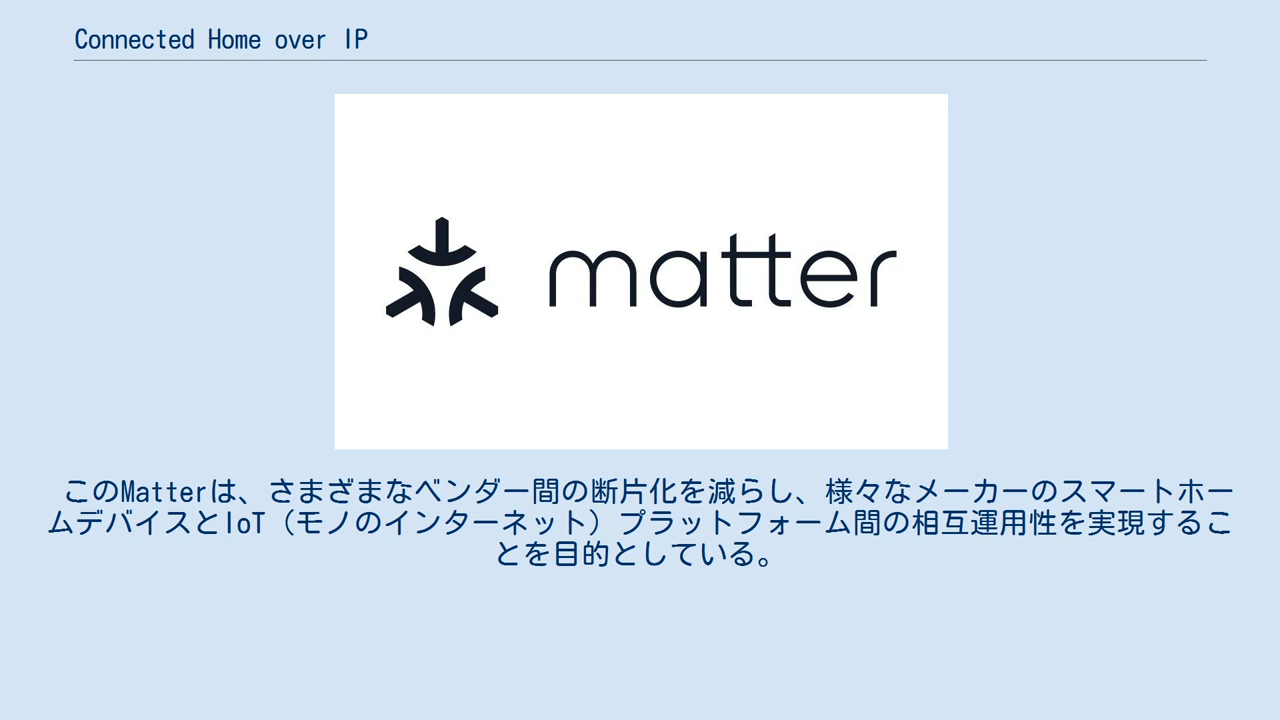 Connected Home over IP
matter
このMatterは、さまざまなベンダー間の断片化を減らし、様々なメーカーのスマートホー
ムデバイスとIoT（モノのインターネット）プラットフォーム間の相互運用性を実現するこ
とを目的としている。